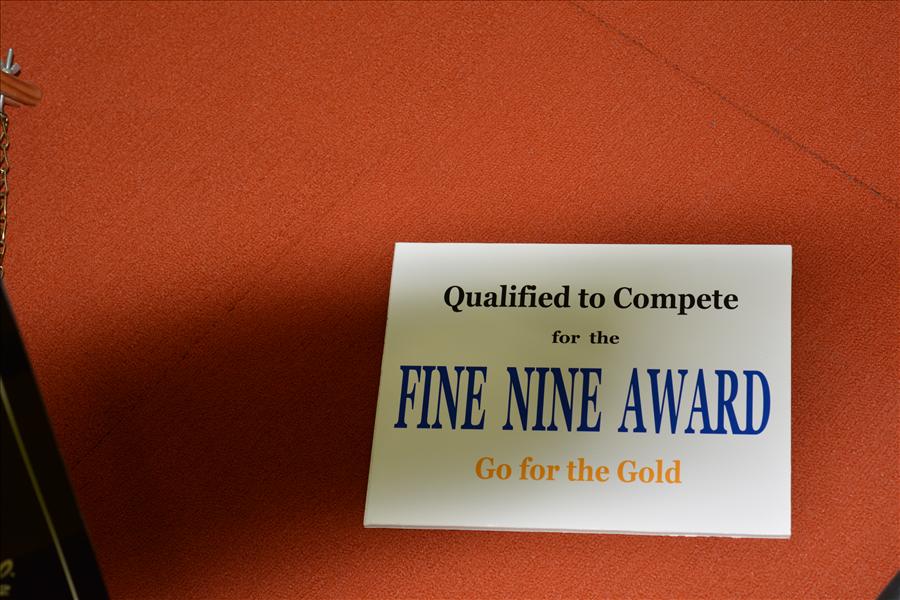 Qualified to Compete
for the
FINE NINE AWARD
Go for the Gold